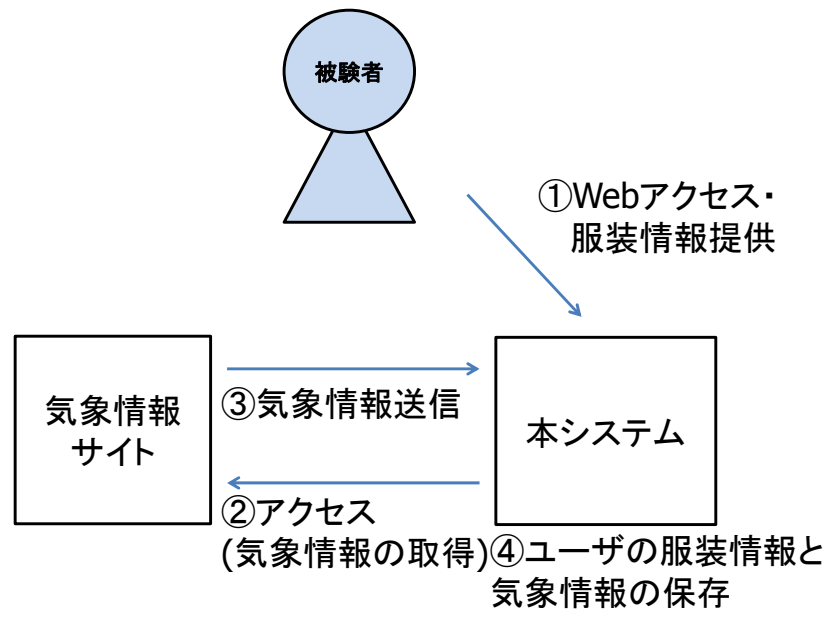 被験者
①Webアクセス・
服装情報提供
気象情報
サイト
③気象情報送信
本システム
②アクセス
(気象情報の取得)
④ユーザの服装情報と
気象情報の保存